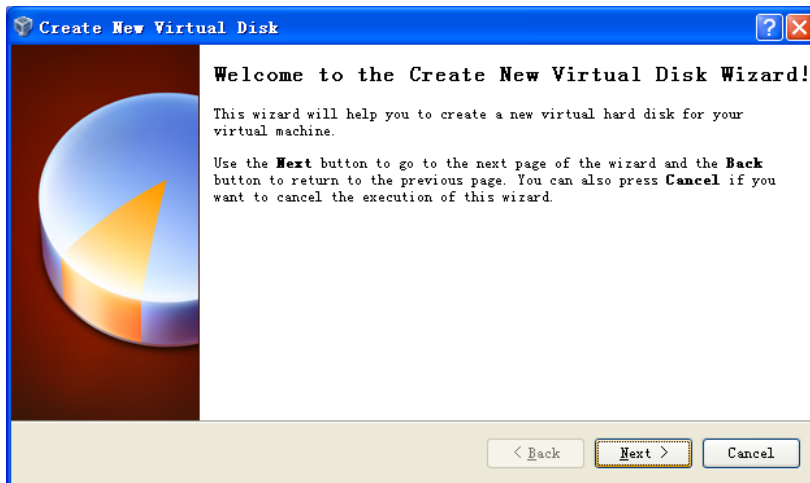 Create New Virtual Disk
?
Welcome to the Create New Virtual Disk Wizard!
This wizard will help you to create a new virtual hard disk for your
virtual machine.
Use the Next button to go to the next page of the wizard and the Back
button to return to the previous page. You can also press Cancel if you
want to cancel the execution of this wizard.
< Back
Next >
Cancel